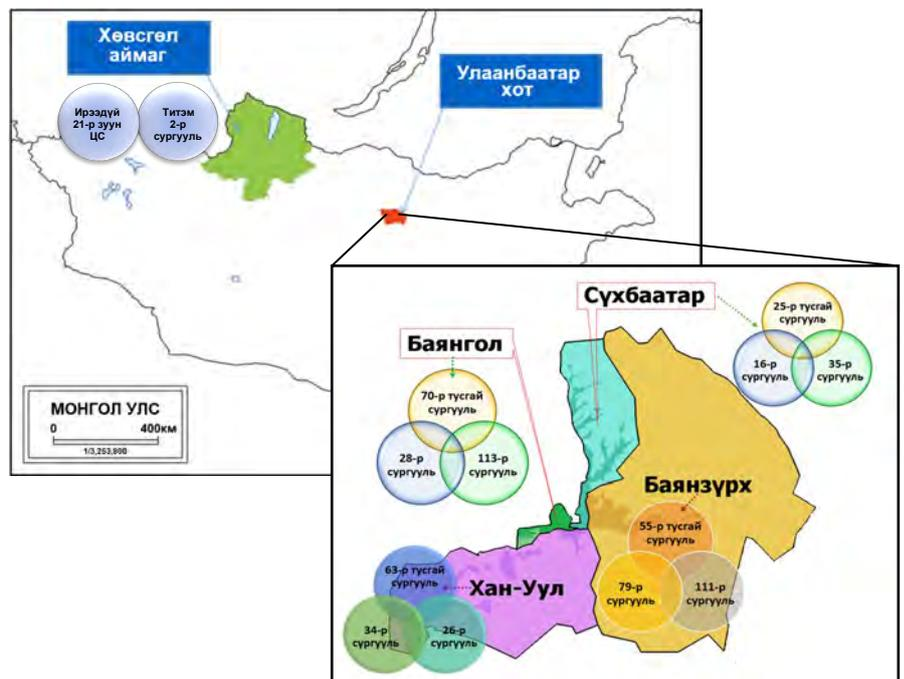 Хөвсгөл
аймаг
Улаанбаатар
хот
Ирээдүй
21-р зуун
ЦС
Титэм
2-р
сургууль
МОНГОЛ УЛС
0 400км
1/3,253,800
Сүхбаатар
25-р тусгай
сургууль
16-р
сургууль
35-р
сургууль
Баянгол
70-р тусгай
сургууль
28-р
сургууль
113-р
сургууль
Баянзүрх
55-р тусгай
сургууль
79-р
сургууль
111-р
сургууль
Хан-Уул
63-р тусгай
сургууль
34-р
сургууль
26-р
сургууль